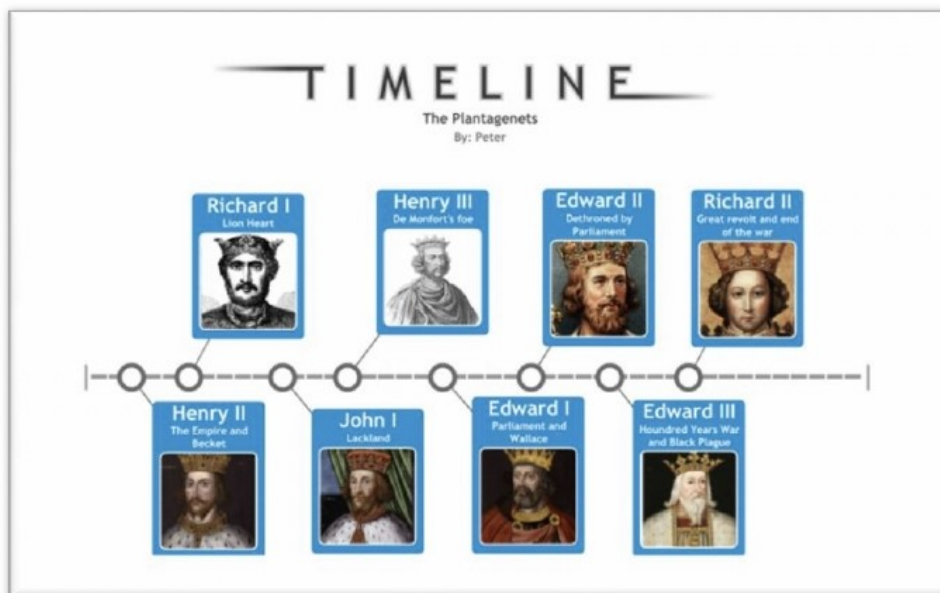 TIMELINE
The Plantagenets
By: Peter
Richard I
Lion Heart
Henry III
De Monfort's foe
Edward II
Dethroned by
Parliament
Richard II
Great revolt and end
of the war
Henry II
The Empire and
Becket
John I
Lackland
Edward I
Parliament and
Wallace
Edward III
Houndred Years War
and Black Plague